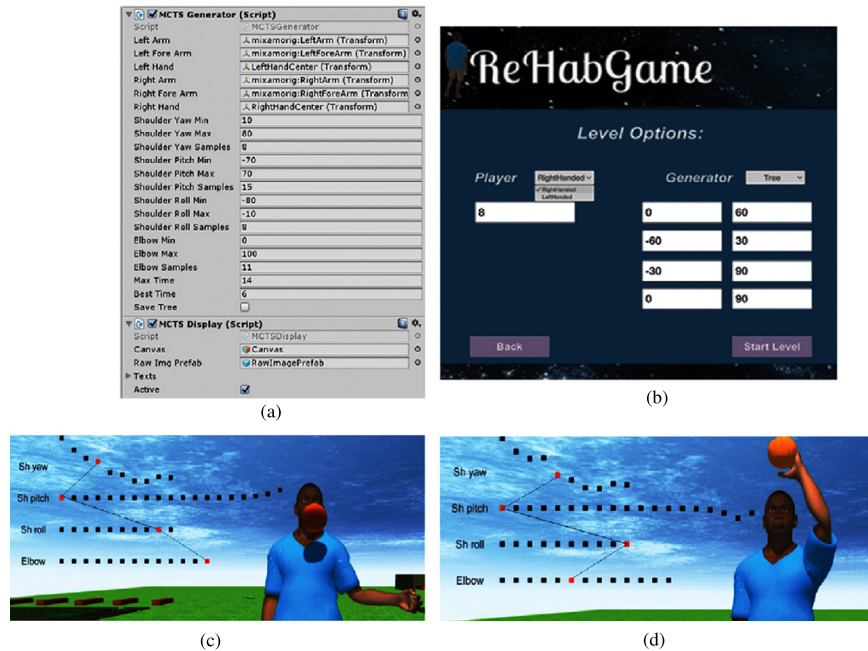 MCTS Generator (Script)
Script MCTSGenerator
Left Arm mixamorig:LeftArm (Transform)
Left Fore Arm mixamorig:LeftForeArm (Transform)
Left Hand LeftHandCenter (Transform)
Right Arm mixamorig:RightArm (Transform)
Right Fore Arm mixamorig:RightForeArm (Transform
Right Hand RightHandCenter (Transform)
Shoulder Yaw Min 10
Shoulder Yaw Max 80
Shoulder Yaw Samples 8
Shoulder Pitch Min -70
Shoulder Pitch Max 70
Shoulder Pitch Samples 15
Shoulder Roll Min -80
Shoulder Roll Max -10
Shoulder Roll Samples 8
Elbow Min 0
Elbow Max 100
Elbow Samples 11
Max Time 14
Best Time 6
Save Tree
MCTS Display (Script)
Script MCTSDisplay
Canvas Canvas
Raw Img Prefab RawImagePrefab
Texts
Active
(a)
ReHabGame
Level Options:
Player RightHanded Generator Tree
RightHanded
LeftHanded
8 0 60
-60 30
-30 90
0 90
Back Start Level
(b)
Sh yaw
Sh pitch
Sh roll
Elbow
(c)
Sh yaw
Sh pitch
Sh roll
Elbow
(d)